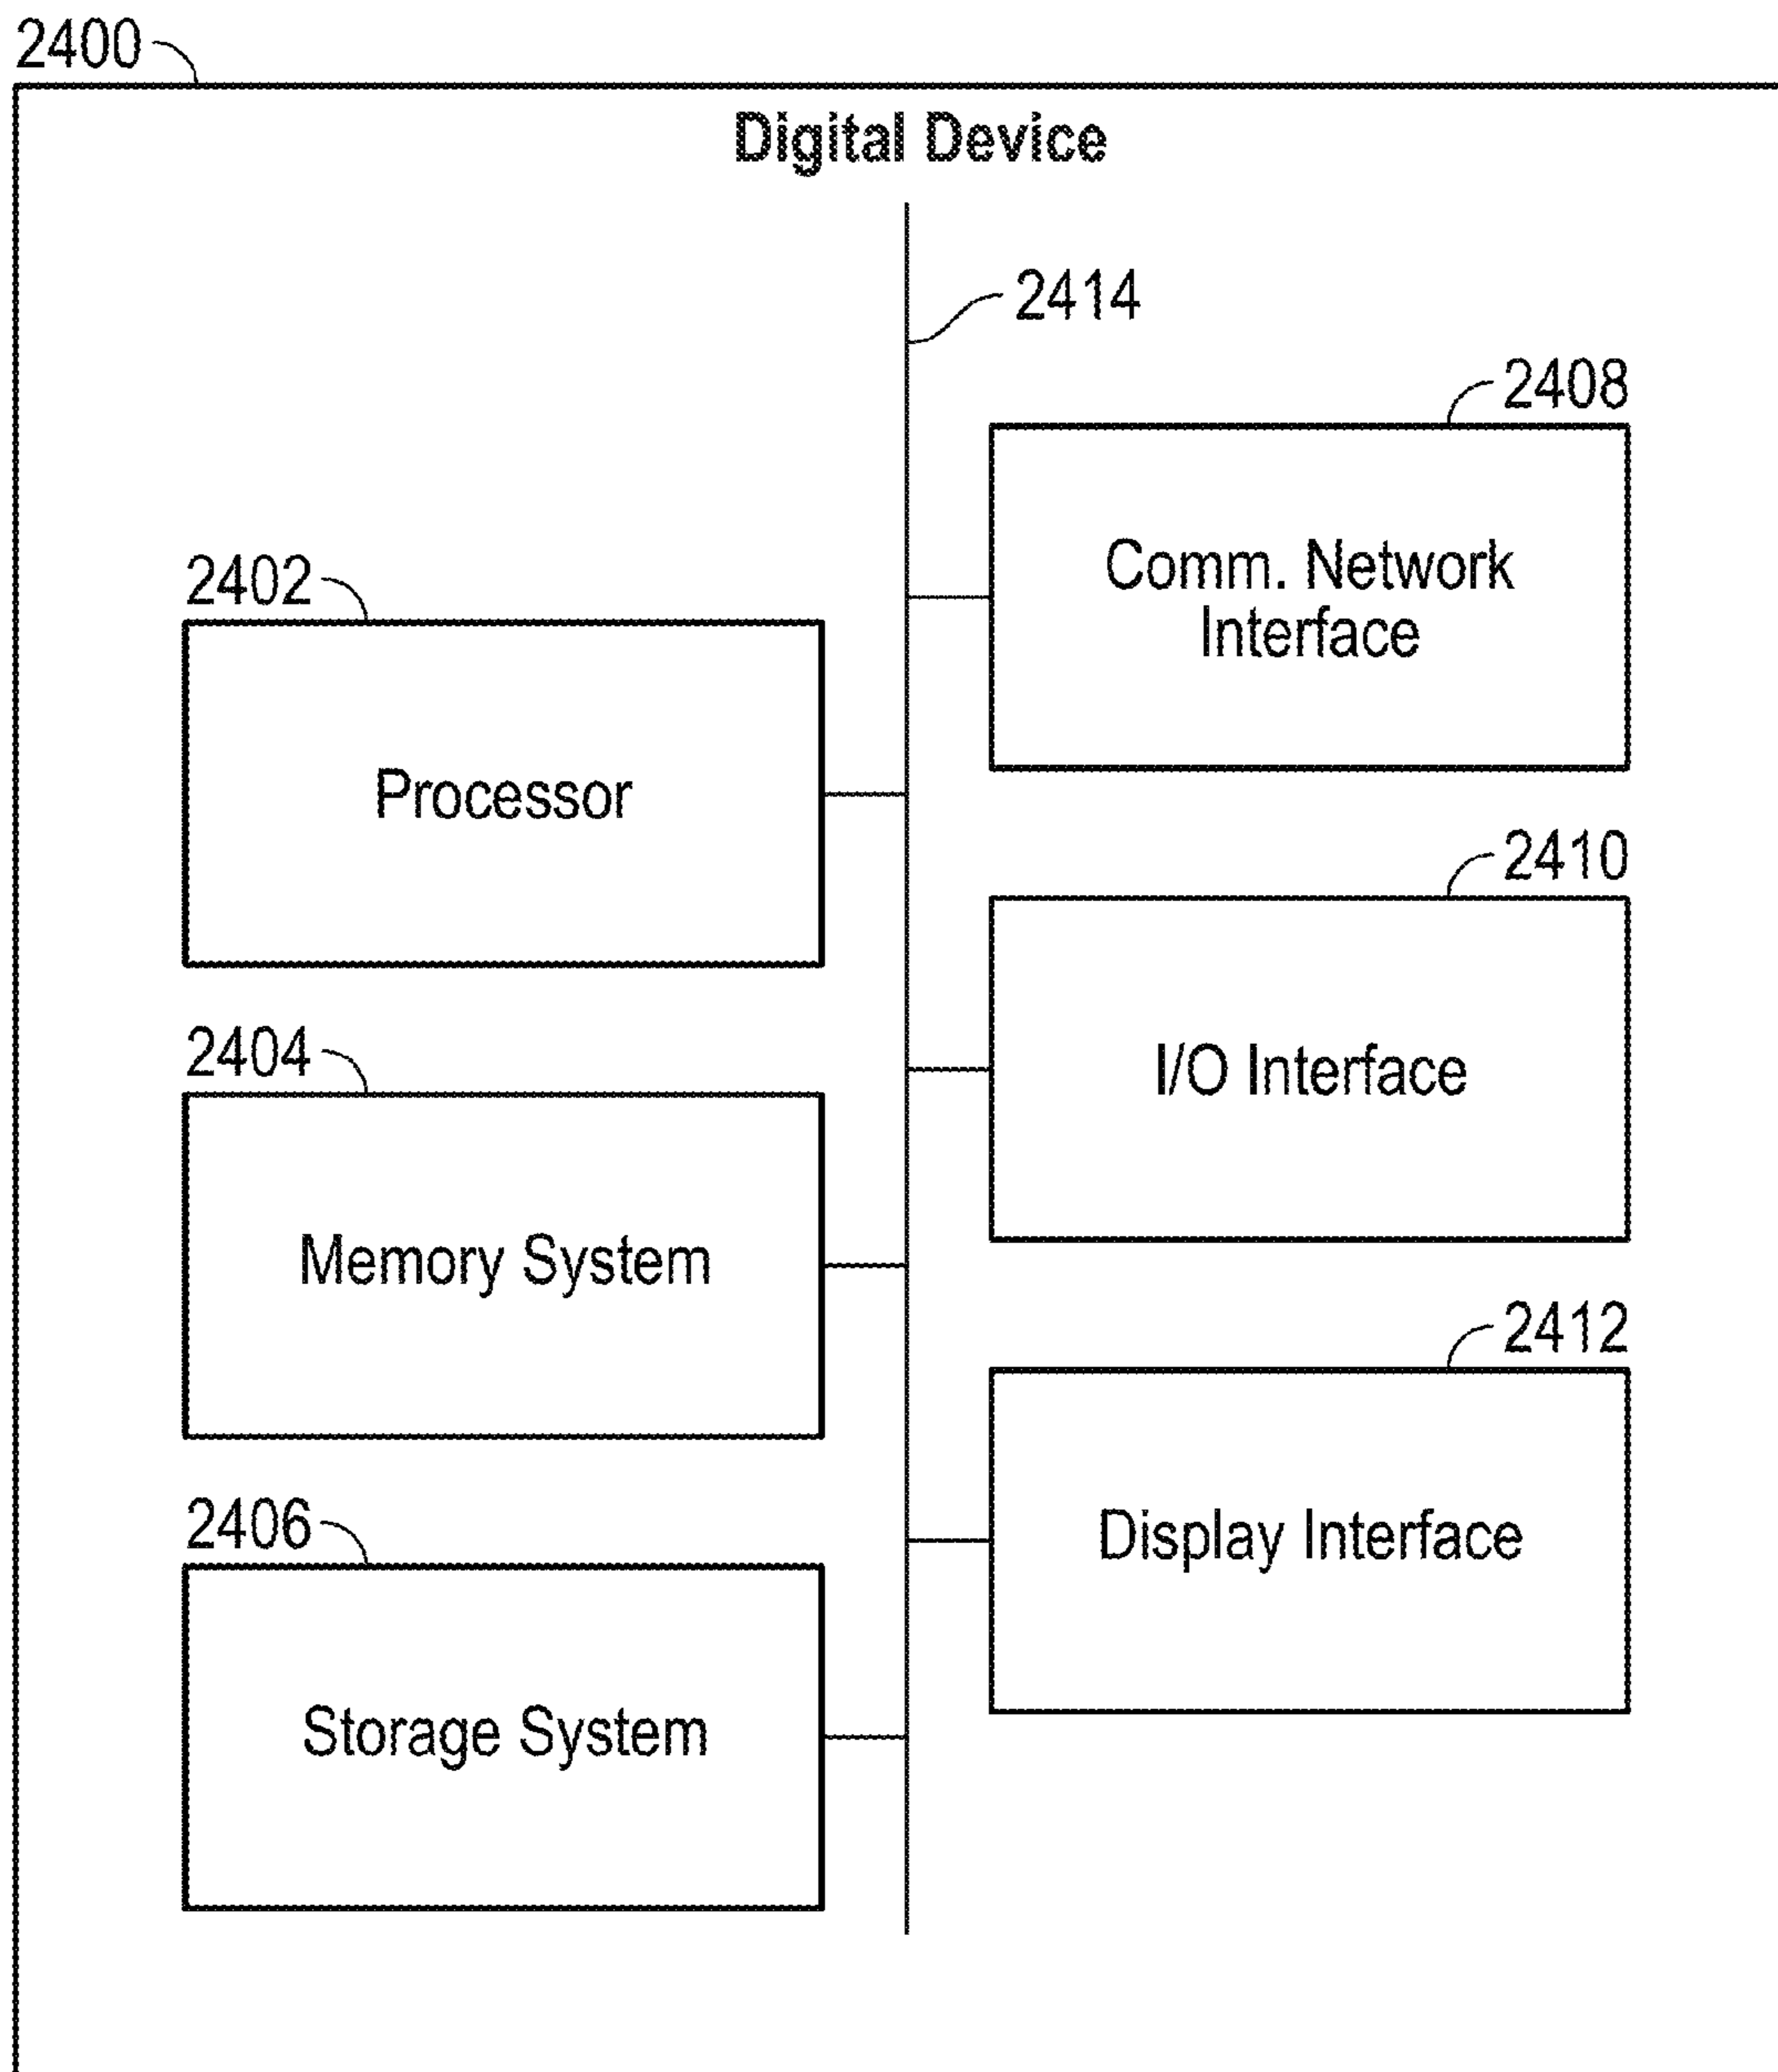 2400
Digital Device
2414
2408
Comm. Network
Interface
2402
Processor
2410
I/O Interface
2404
Memory System
2412
Display Interface
2406
Storage System